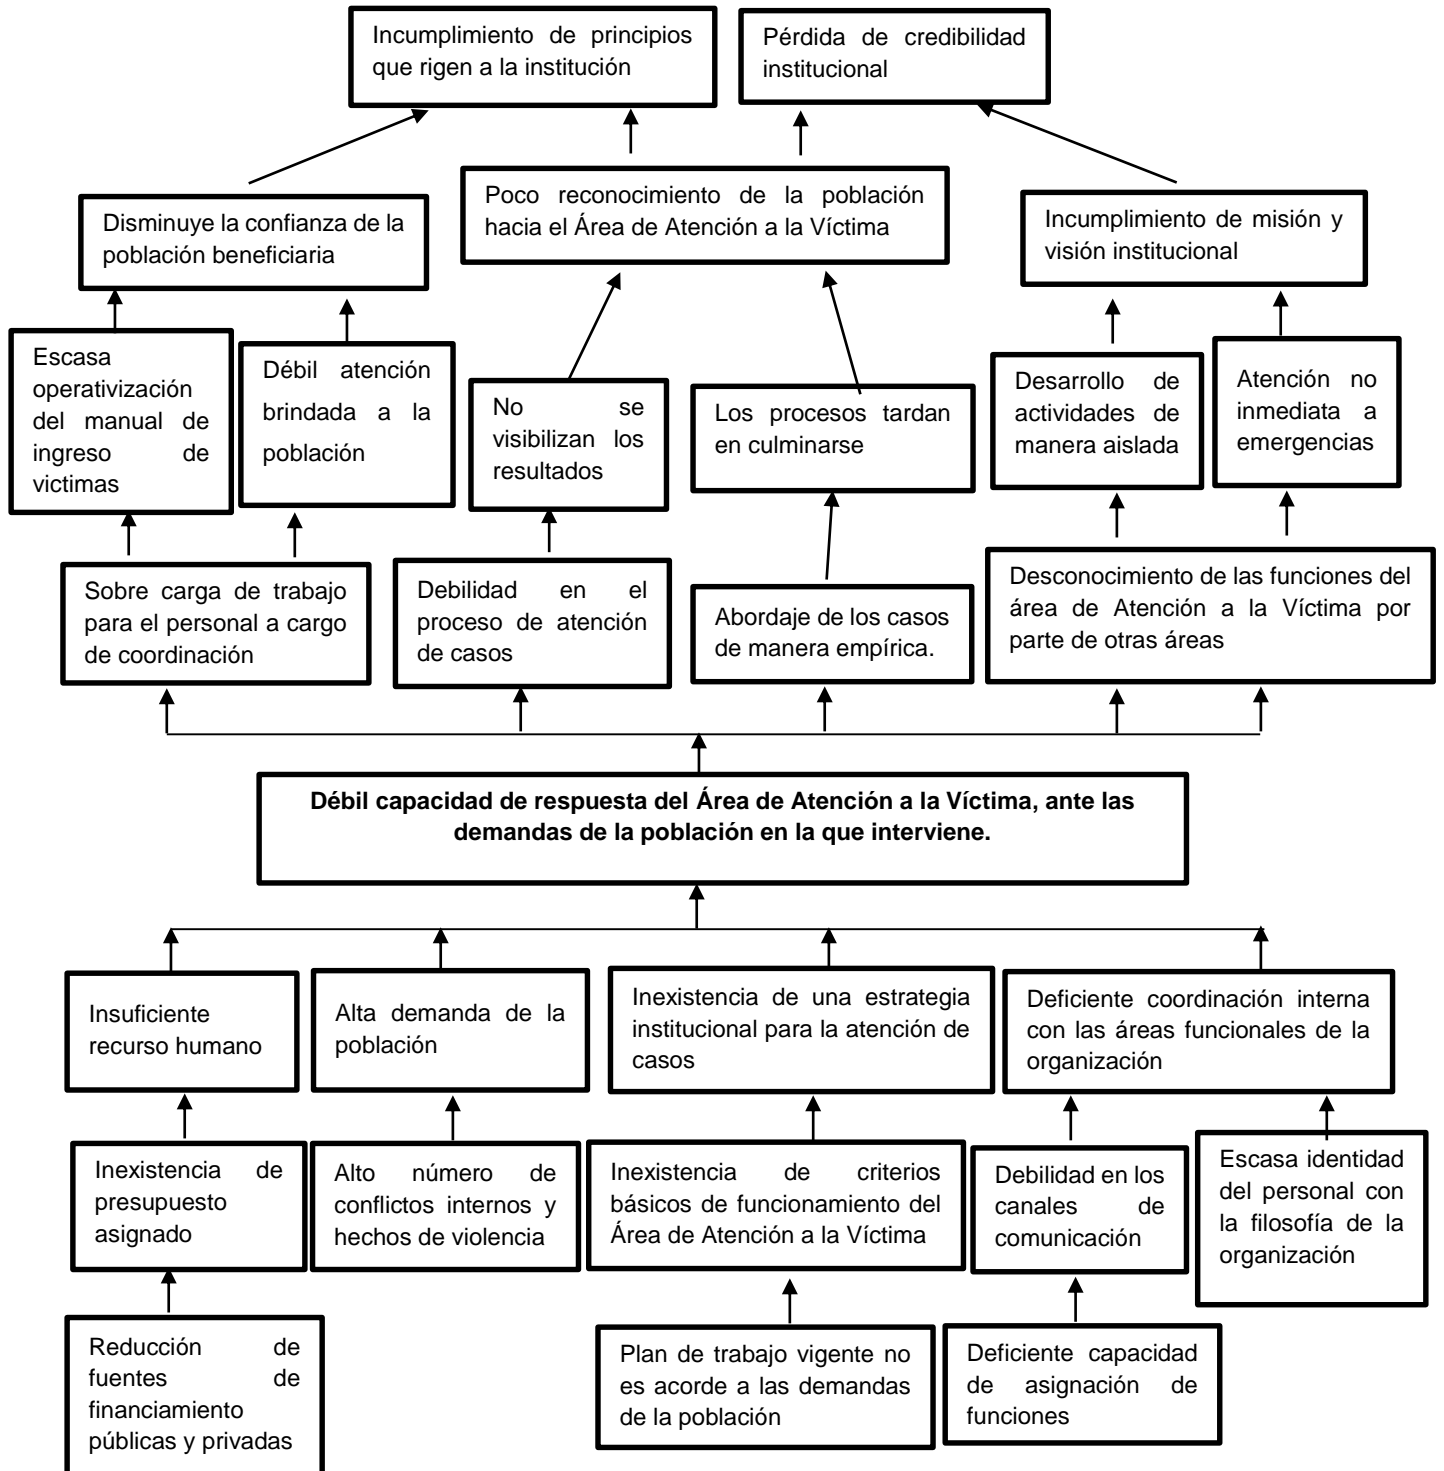 Incumplimiento de principios
que rigen a la institución
Pérdida de credibilidad
institucional
Disminuye la confianza de la
población beneficiaria
Poco reconocimiento de la población
hacia el Área de Atención a la Víctima
Incumplimiento de misión y
visión institucional
Escasa
operativización
del manual de
ingreso de
victimas
Débil atención
brindada a la
población
No se
visibilizan los
resultados
Los procesos tardan
en culminarse
Desarrollo de
actividades de
manera aislada
Atención no
inmediata a
emergencias
Sobre carga de trabajo
para el personal a cargo
de coordinación
Debilidad en el
proceso de atención
de casos
Abordaje de los casos
de manera empírica.
Desconocimiento de las funciones del
área de Atención a la Víctima por
parte de otras áreas
Débil capacidad de respuesta del Área de Atención a la Víctima, ante las
demandas de la población en la que interviene.
Insuficiente
recurso humano
Alta demanda de la
población
Inexistencia de una estrategia
institucional para la atención de
casos
Deficiente coordinación interna
con las áreas funcionales de la
organización
Inexistencia de
presupuesto
asignado
Alto número de
conflictos internos y
hechos de violencia
Inexistencia de criterios
básicos de funcionamiento del
Área de Atención a la Víctima
Debilidad en los
canales de
comunicación
Escasa identidad
del personal con
la filosofía de la
organización
Reducción de
fuentes de
financiamiento
públicas y privadas
Plan de trabajo vigente no
es acorde a las demandas
de la población
Deficiente capacidad
de asignación de
funciones